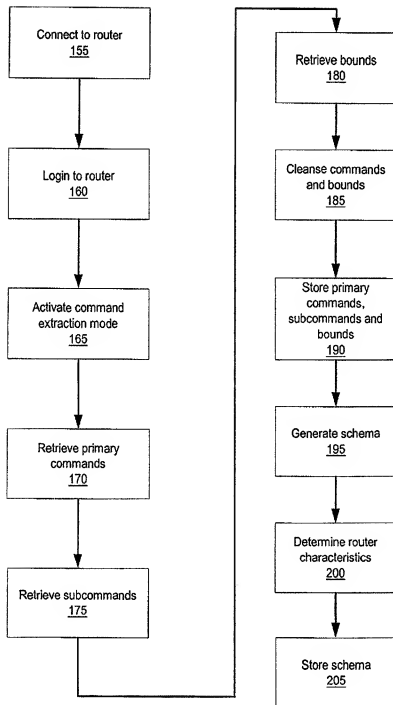 Connect to router
155
Login to router
160
Activate command
extraction mode
165
Retrieve primary
commands
170
Retrieve subcommands
175
Retrieve bounds
180
Cleanse commands
and bounds
185
Store primary
commands,
subcommands and
bounds
190
Generate schema
195
Determine router
characteristics
200
Store schema
205